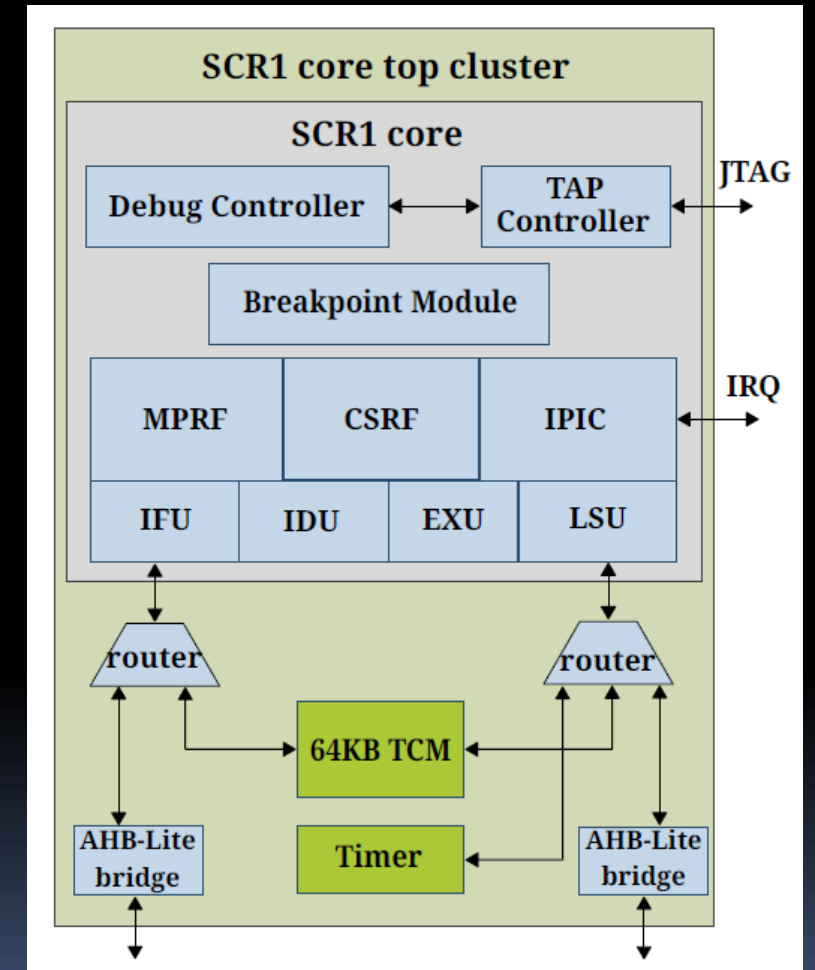 SCR1 core top cluster
SCR1 core
JTAG
Debug Controller
TAP
Controller
Breakpoint Module
IRQ
MPRF
CSRF
IPIC
IFU
IDU
EXU
LSU
router
router
64KB TCM
AHB-Lite
bridge
Timer
AHB-Lite
bridge